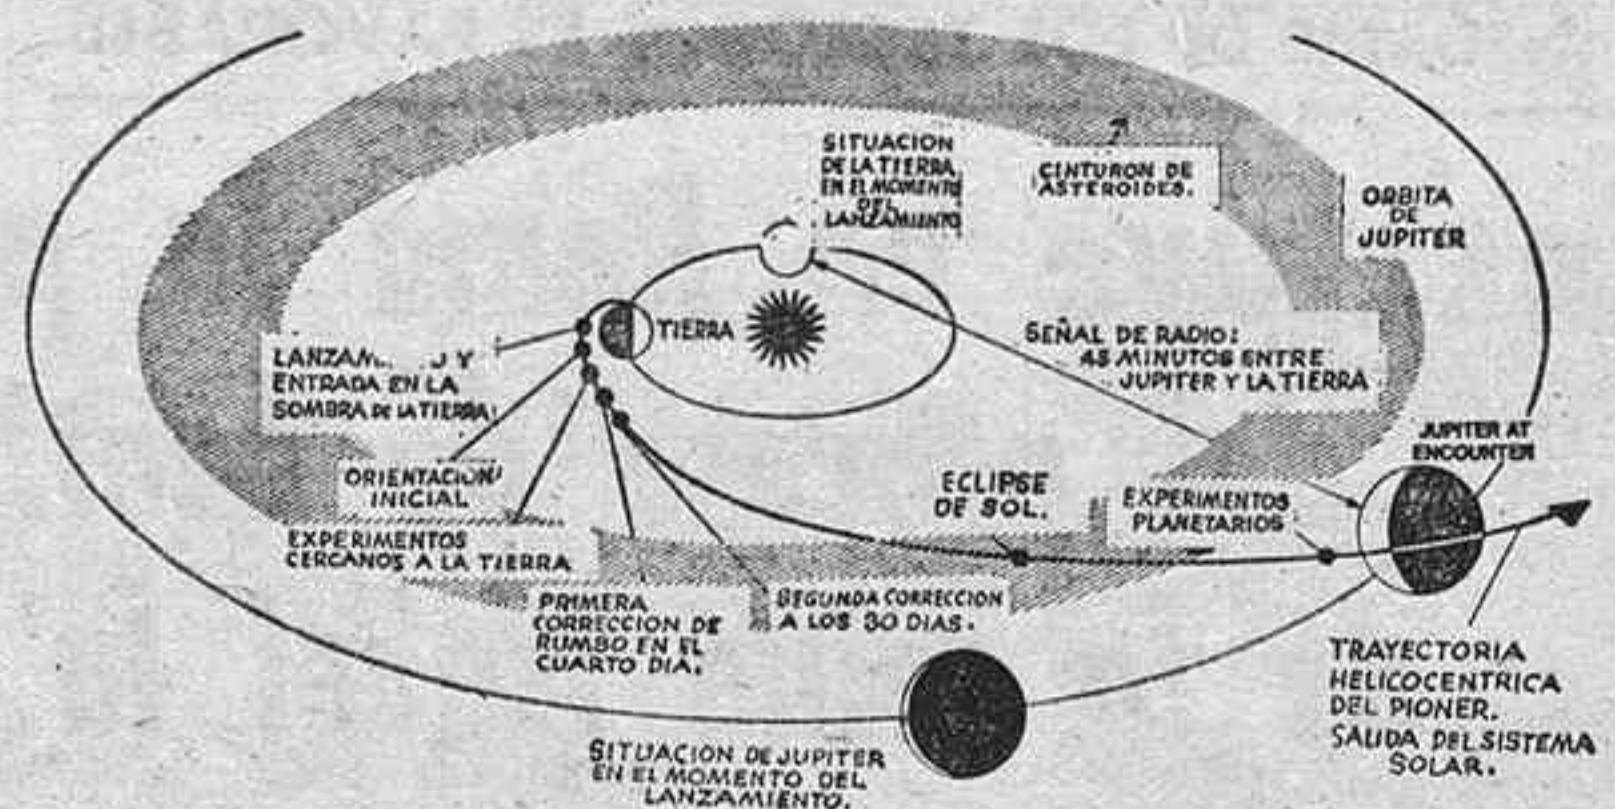 SITUACION
DE LA TIERRA
EN EL MOMENTO
DEL
LANZAMIENTO
CINTURON DE
ASTEROIDES.
ORBITA
DE
JUPITER
TIERRA
SEÑAL DE RADIO:
45 MINUTOS ENTRE
JUPITER Y LA TIERRA
Y
ENTRADA EN LA
SOMBRA DE LA TIERRA
JUPITER AT
ENCOUNTER
ORIENTACION
INICIAL
ECLIPSE
DE SOL.
EXPERIMENTOS
PLANETARIOS
EXPERIMENTOS
CERCANOS A LA TIERRA
PRIMERA
CORRECCION DE
RUMBO EN EL
CUARTO DIA.
SEGUNDA CORRECCION
A LOS 30 DIAS.
TRAYECTORIA
HELICOCENTRICA
DEL PIONER.
SALIDA DEL SISTEMA
SOLAR.
SITUACION DE JUPITER
EN EL MOMENTO DEL
LANZAMIENTO.